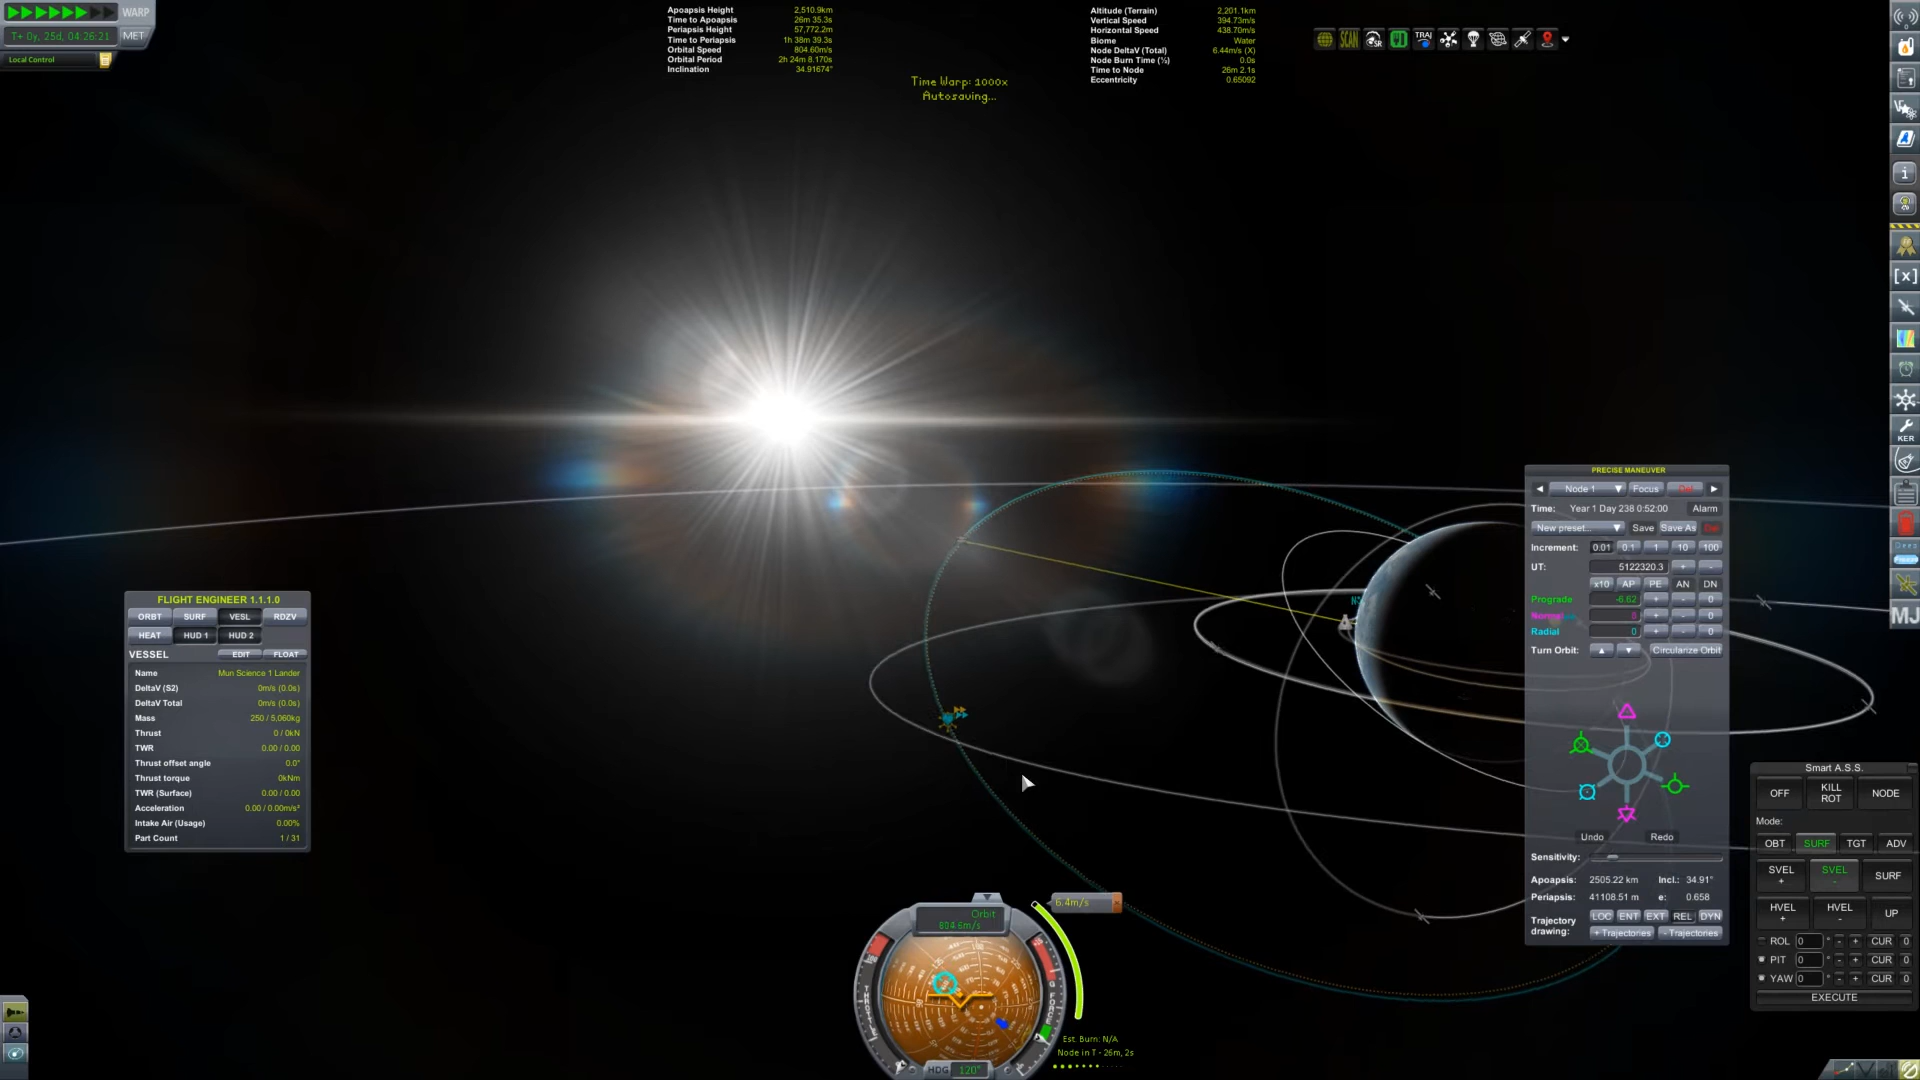 WARP
T+ 0y, 25d, 04:26:21 MET
Local Control
Apoapsis Height 2,510.9km
Time to Apoapsis 26m 35.3s
Periapsis Height 57,772.2m
Time to Periapsis 1h 38m 39.3s
Orbital Speed 804.60m/s
Orbital Period 2h 24m 8.170s
Inclination 34.91674°
Altitude (Terrain) 2,201.1km
Vertical Speed 394.73m/s
Horizontal Speed 438.70m/s
Biome Water
Node DeltaV (Total) 6.44m/s (X)
Node Burn Time (½) 0.0s
Time to Node 26m 2.1s
Eccentricity 0.65092
Time Warp: 1000x
Autosaving...
SCAN
TRAJ
KER
MJ
FLIGHT ENGINEER 1.1.1.0
ORBT SURF VESL RDZV
HEAT HUD 1 HUD 2
VESSEL EDIT FLOAT
Name Mun Science 1 Lander
DeltaV (S2) 0m/s (0.0s)
DeltaV Total 0m/s (0.0s)
Mass 250 / 5,060kg
Thrust 0 / 0kN
TWR 0.00 / 0.00
Thrust offset angle 0.0°
Thrust torque 0kNm
TWR (Surface) 0.00 / 0.00
Acceleration 0.00 / 0.00m/s²
Intake Air (Usage) 0.00%
Part Count 1 / 31
PRECISE MANEUVER
Node 1 Focus Del
Time: Year 1 Day 238 0:52:00 Alarm
New preset... Save Save As Del
Increment: 0.01 0.1 1 10 100
UT: 5122320.3 + -
x10 AP PE AN DN
Prograde -6.62 + - 0
Normal + - 0
Radial 0 + - 0
Turn Orbit: Circularize Orbit
Undo Redo
Sensitivity:
Apoapsis: 2505.22 km Incl.: 34.91°
Periapsis: 41108.51 m e: 0.658
Trajectory drawing: LOC ENT EXT REL DYN
+ Trajectories - Trajectories
Smart A.S.S.
OFF KILL ROT NODE
Mode:
OBT SURF TGT ADV
SVEL + SVEL - SURF
HVEL + HVEL - UP
ROL 0 ° - + CUR 0
PIT 0 ° - + CUR 0
YAW 0 ° - + CUR 0
EXECUTE
Orbit
804.6m/s
6.4m/s
HDG 120°
Est. Burn: N/A
Node in T - 26m, 2s